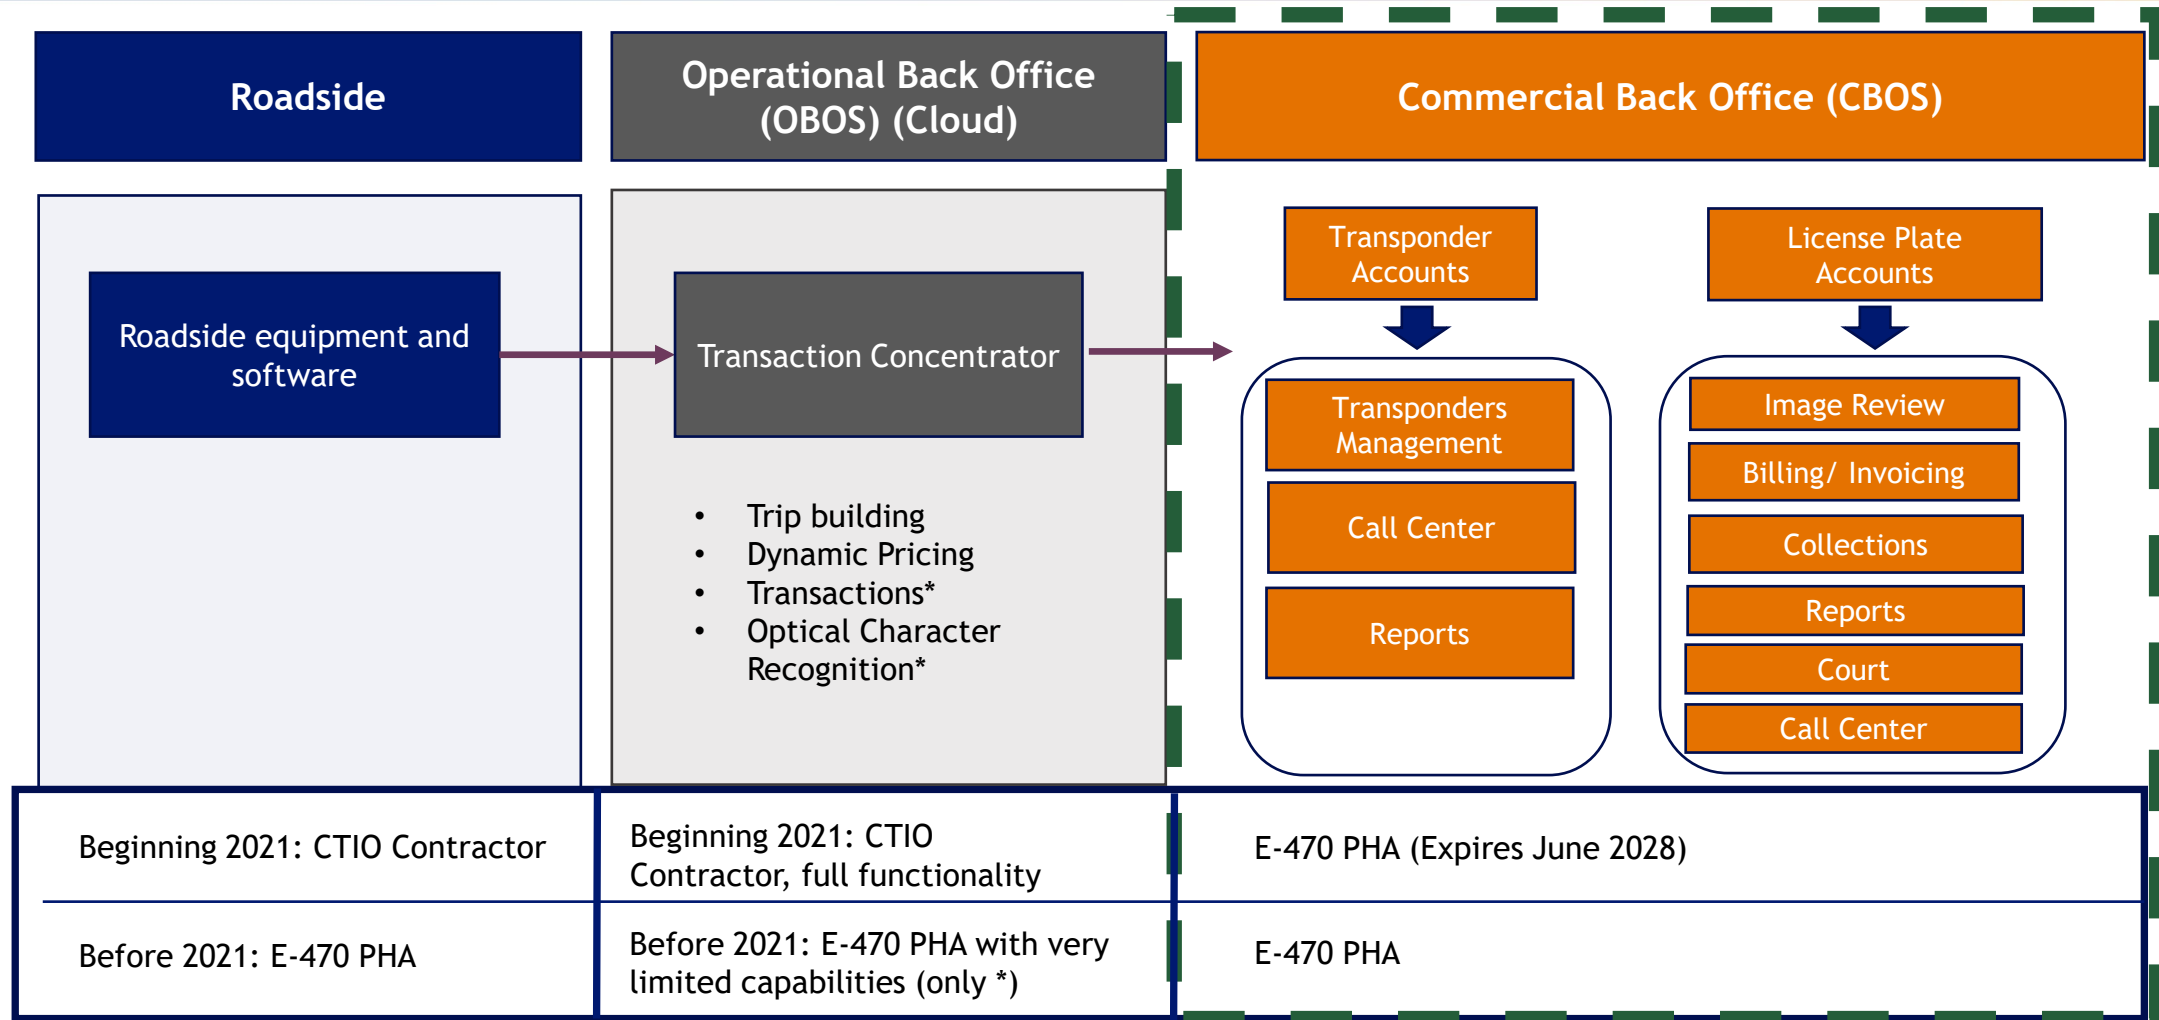 Roadside
Operational Back Office
(OBOS) (Cloud)
Commercial Back Office (CBOS)
Roadside equipment and
software
Transaction Concentrator
• Trip building
• Dynamic Pricing
• Transactions*
• Optical Character
Recognition*
Transponder
Accounts
Transponders
Management
Call Center
Reports
License Plate
Accounts
Image Review
Billing/ Invoicing
Collections
Reports
Court
Call Center
Beginning 2021: CTIO Contractor
Beginning 2021: CTIO
Contractor, full functionality
E-470 PHA (Expires June 2028)
Before 2021: E-470 PHA
Before 2021: E-470 PHA with very
limited capabilities (only *)
E-470 PHA